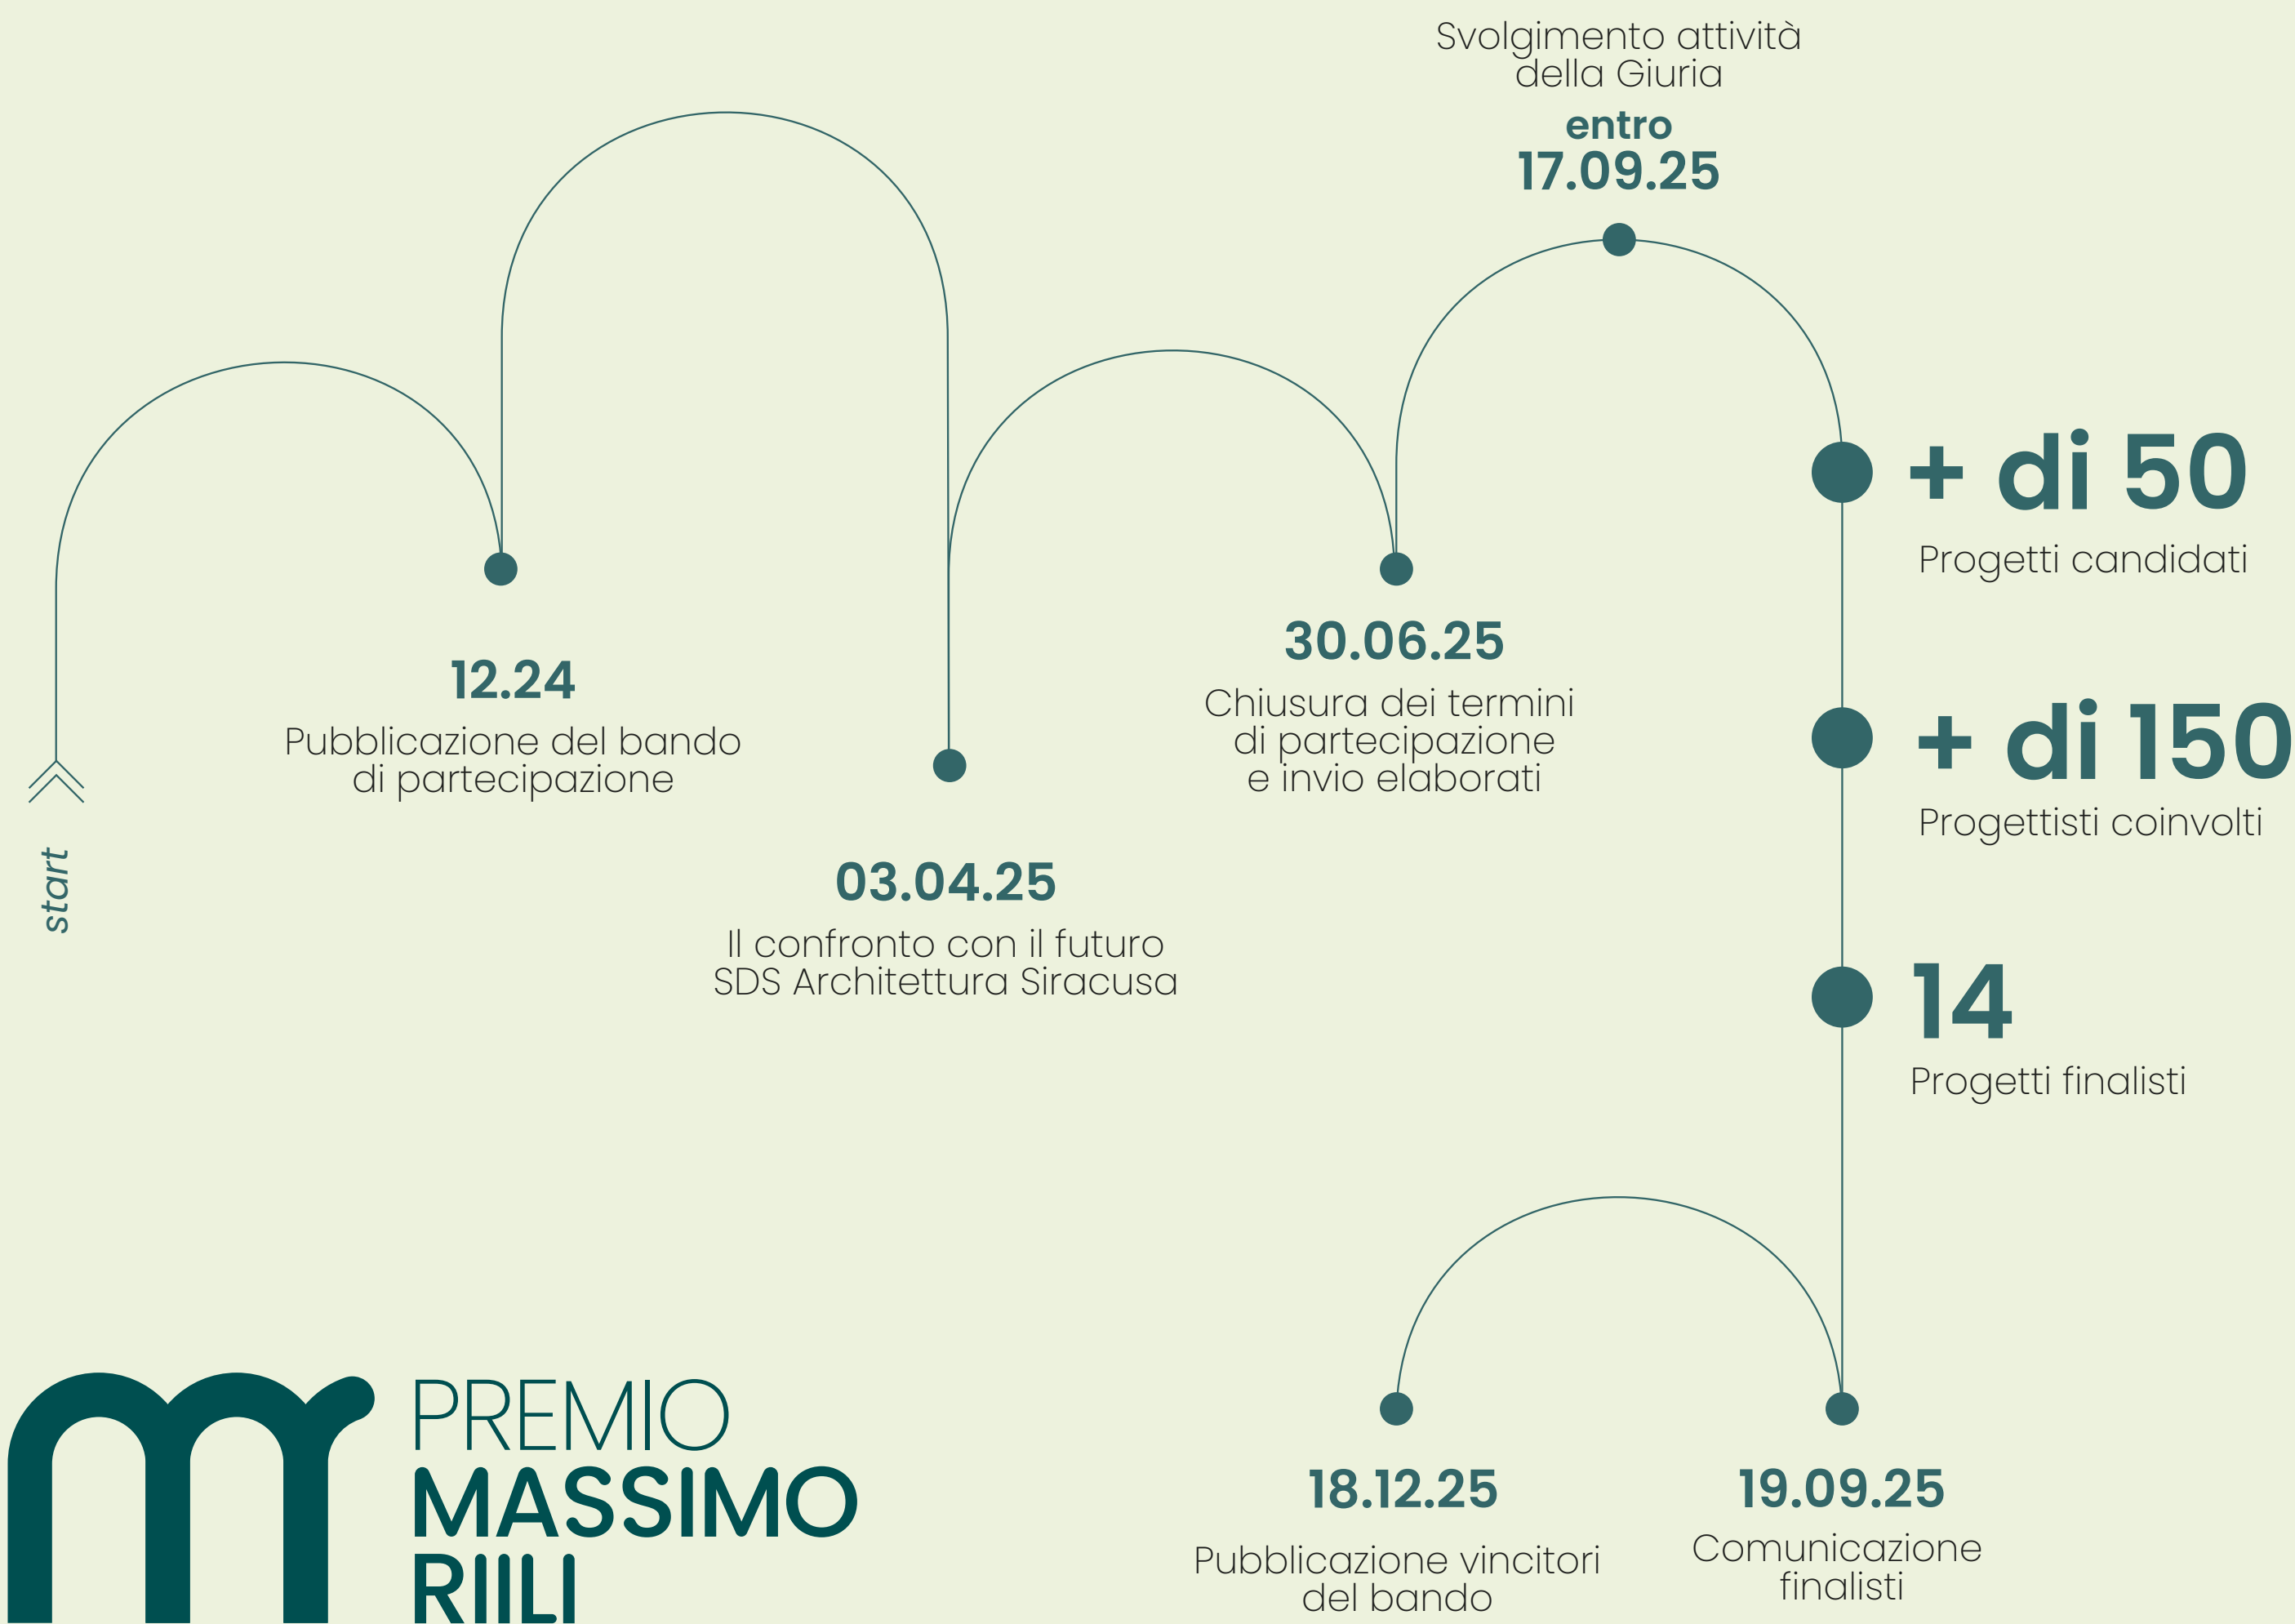 start
12.24
Pubblicazione del bando
di partecipazione
03.04.25
Il confronto con il futuro
SDS Architettura Siracusa
30.06.25
Chiusura dei termini
di partecipazione
e invio elaborati
Svolgimento attività
della Giuria
entro
17.09.25
+ di 50
Progetti candidati
+ di 150
Progettisti coinvolti
14
Progetti finalisti
19.09.25
Comunicazione
finalisti
18.12.25
Pubblicazione vincitori
del bando
PREMIO
MASSIMO
RIILI